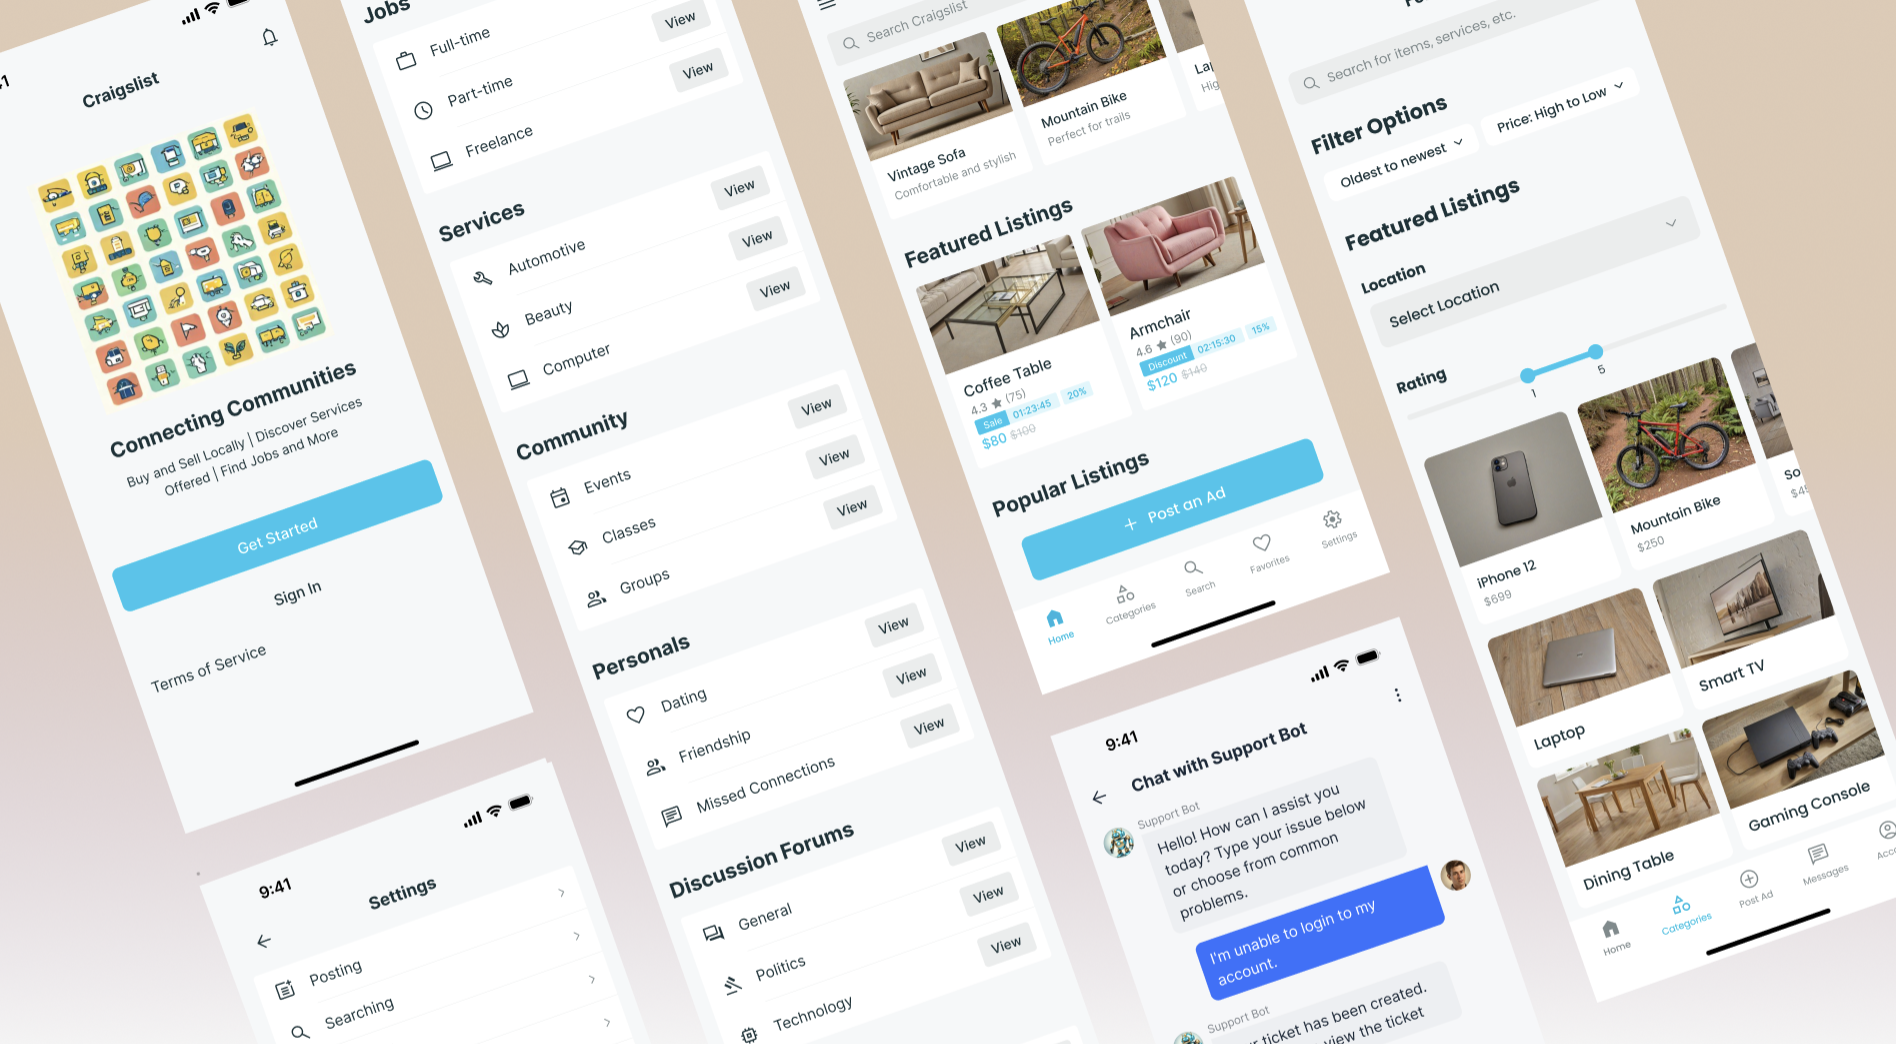 Craigslist
Connecting Communities
Buy and Sell Locally | Discover Services
Offered | Find Jobs and More
Get Started
Sign In
Terms of Service
9:41
Settings
Posting
Searching
Jobs
Full-time
View
Part-time
View
Freelance
Services
Automotive
View
Beauty
View
Computer
View
Community
Events
View
Classes
View
Groups
View
Personals
Dating
View
Friendship
View
Missed Connections
View
Discussion Forums
General
View
Politics
View
Technology
View
Search Craigslist
Vintage Sofa
Comfortable and stylish
Mountain Bike
Perfect for trails
Featured Listings
Coffee Table
4.3 ★ (75)
Sale 01:23:45 20%
$80 $100
Armchair
4.6 ★ (90)
Discount 02:15:30 15%
$120 $140
Popular Listings
+ Post an Ad
Home
Categories
Search
Favorites
Settings
9:41
Chat with Support Bot
Support Bot
Hello! How can I assist you
today? Type your issue below
or choose from common
problems.
I'm unable to login to my
account.
Support Bot
ticket has been created.
view the ticket
Search for items, services, etc.
Filter Options
Oldest to newest
Price: High to Low
Featured Listings
Location
Select Location
Rating
1
5
iPhone 12
$699
Mountain Bike
$250
So
Laptop
Smart TV
Dining Table
Gaming Console
Home
Categories
Post Ad
Messages